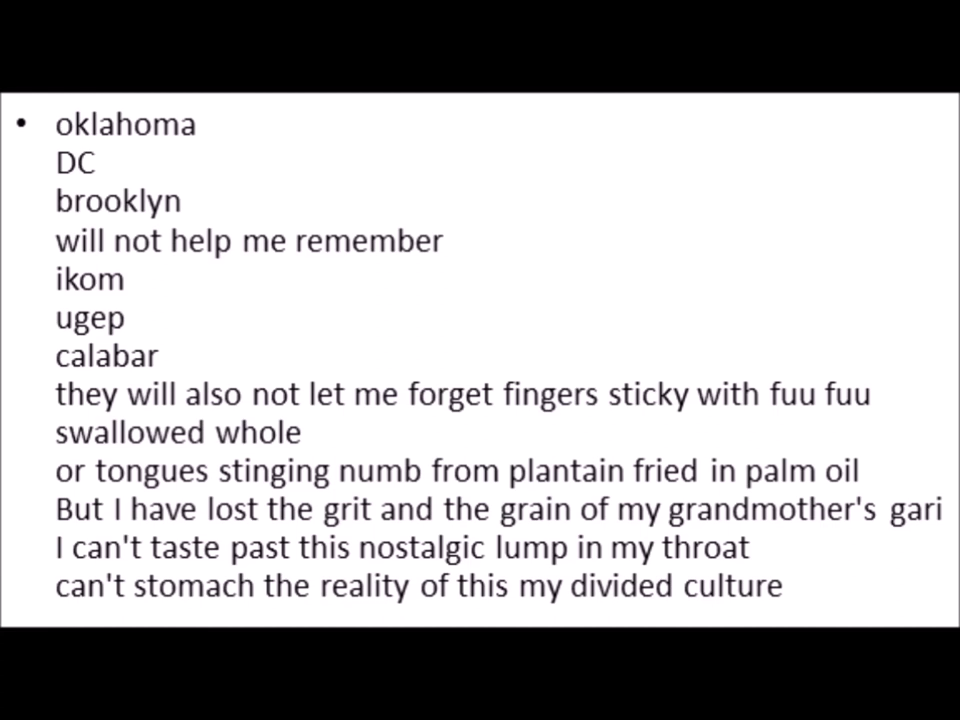 • oklahoma
DC
brooklyn
will not help me remember
ikom
ugep
calabar
they will also not let me forget fingers sticky with fuu fuu
swallowed whole
or tongues stinging numb from plantain fried in palm oil
But I have lost the grit and the grain of my grandmother's gari
I can't taste past this nostalgic lump in my throat
can't stomach the reality of this my divided culture